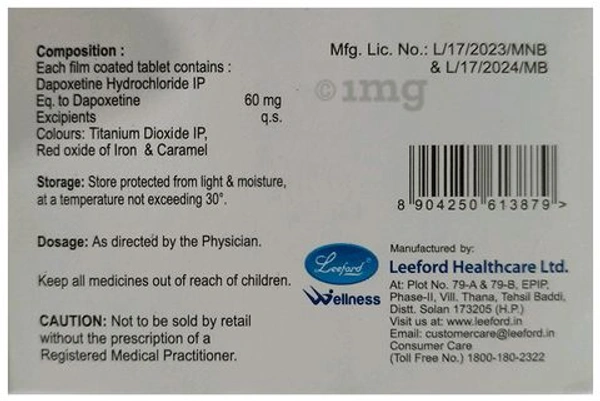 Composition :
Each film coated tablet contains :
Dapoxetine Hydrochloride IP
Eq. to Dapoxetine 60 mg
Excipients q.s.
Colours: Titanium Dioxide IP,
Red oxide of Iron & Caramel
Storage: Store protected from light & moisture,
at a temperature not exceeding 30°.
Dosage: As directed by the Physician.
Keep all medicines out of reach of children.
CAUTION: Not to be sold by retail
without the prescription of a
Registered Medical Practitioner.
Mfg. Lic. No.: L/17/2023/MNB
& L/17/2024/MB
© 1mg
8 904250 613879 >
Leeford®
Wellness
Manufactured by:
Leeford Healthcare Ltd.
At: Plot No. 79-A & 79-B, EPIP,
Phase-II, Vill. Thana, Tehsil Baddi,
Distt. Solan 173205 (H.P.)
Visit us at: www.leeford.in
Email: customercare@leeford.in
Consumer Care
(Toll Free No.) 1800-180-2322